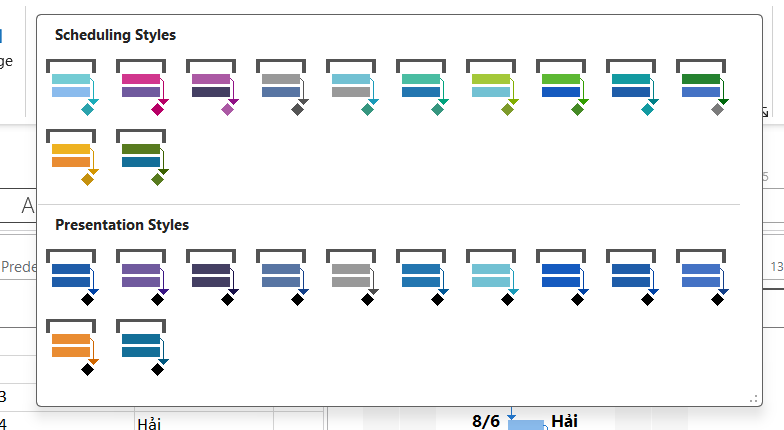 ge
Scheduling Styles
5
A
Presentation Styles
Prede
13
3
4
Hải
8/6
Hải